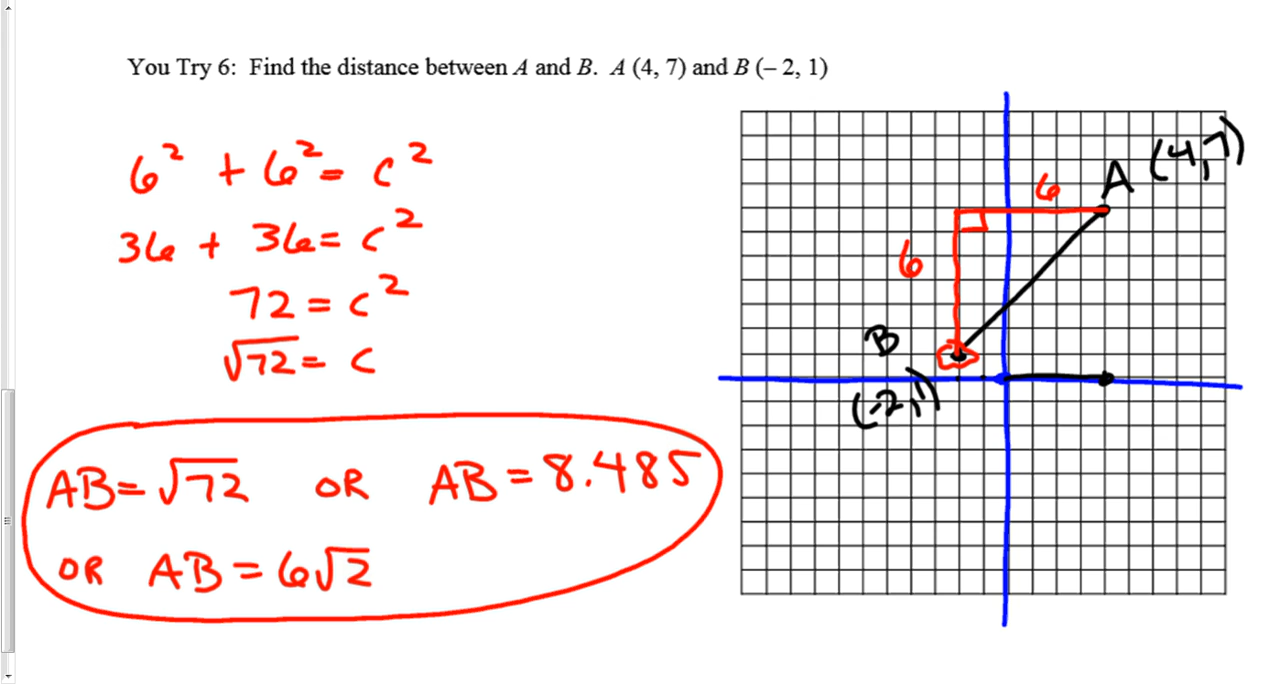 You Try 6: Find the distance between A and B. A (4, 7) and B (– 2, 1)
6² + 6² = c²
36 + 36 = c²
72 = c²
√72 = c
AB = √72 OR AB = 8.485
OR AB = 6√2
A (4,7)
6
6
B
(-2,1)